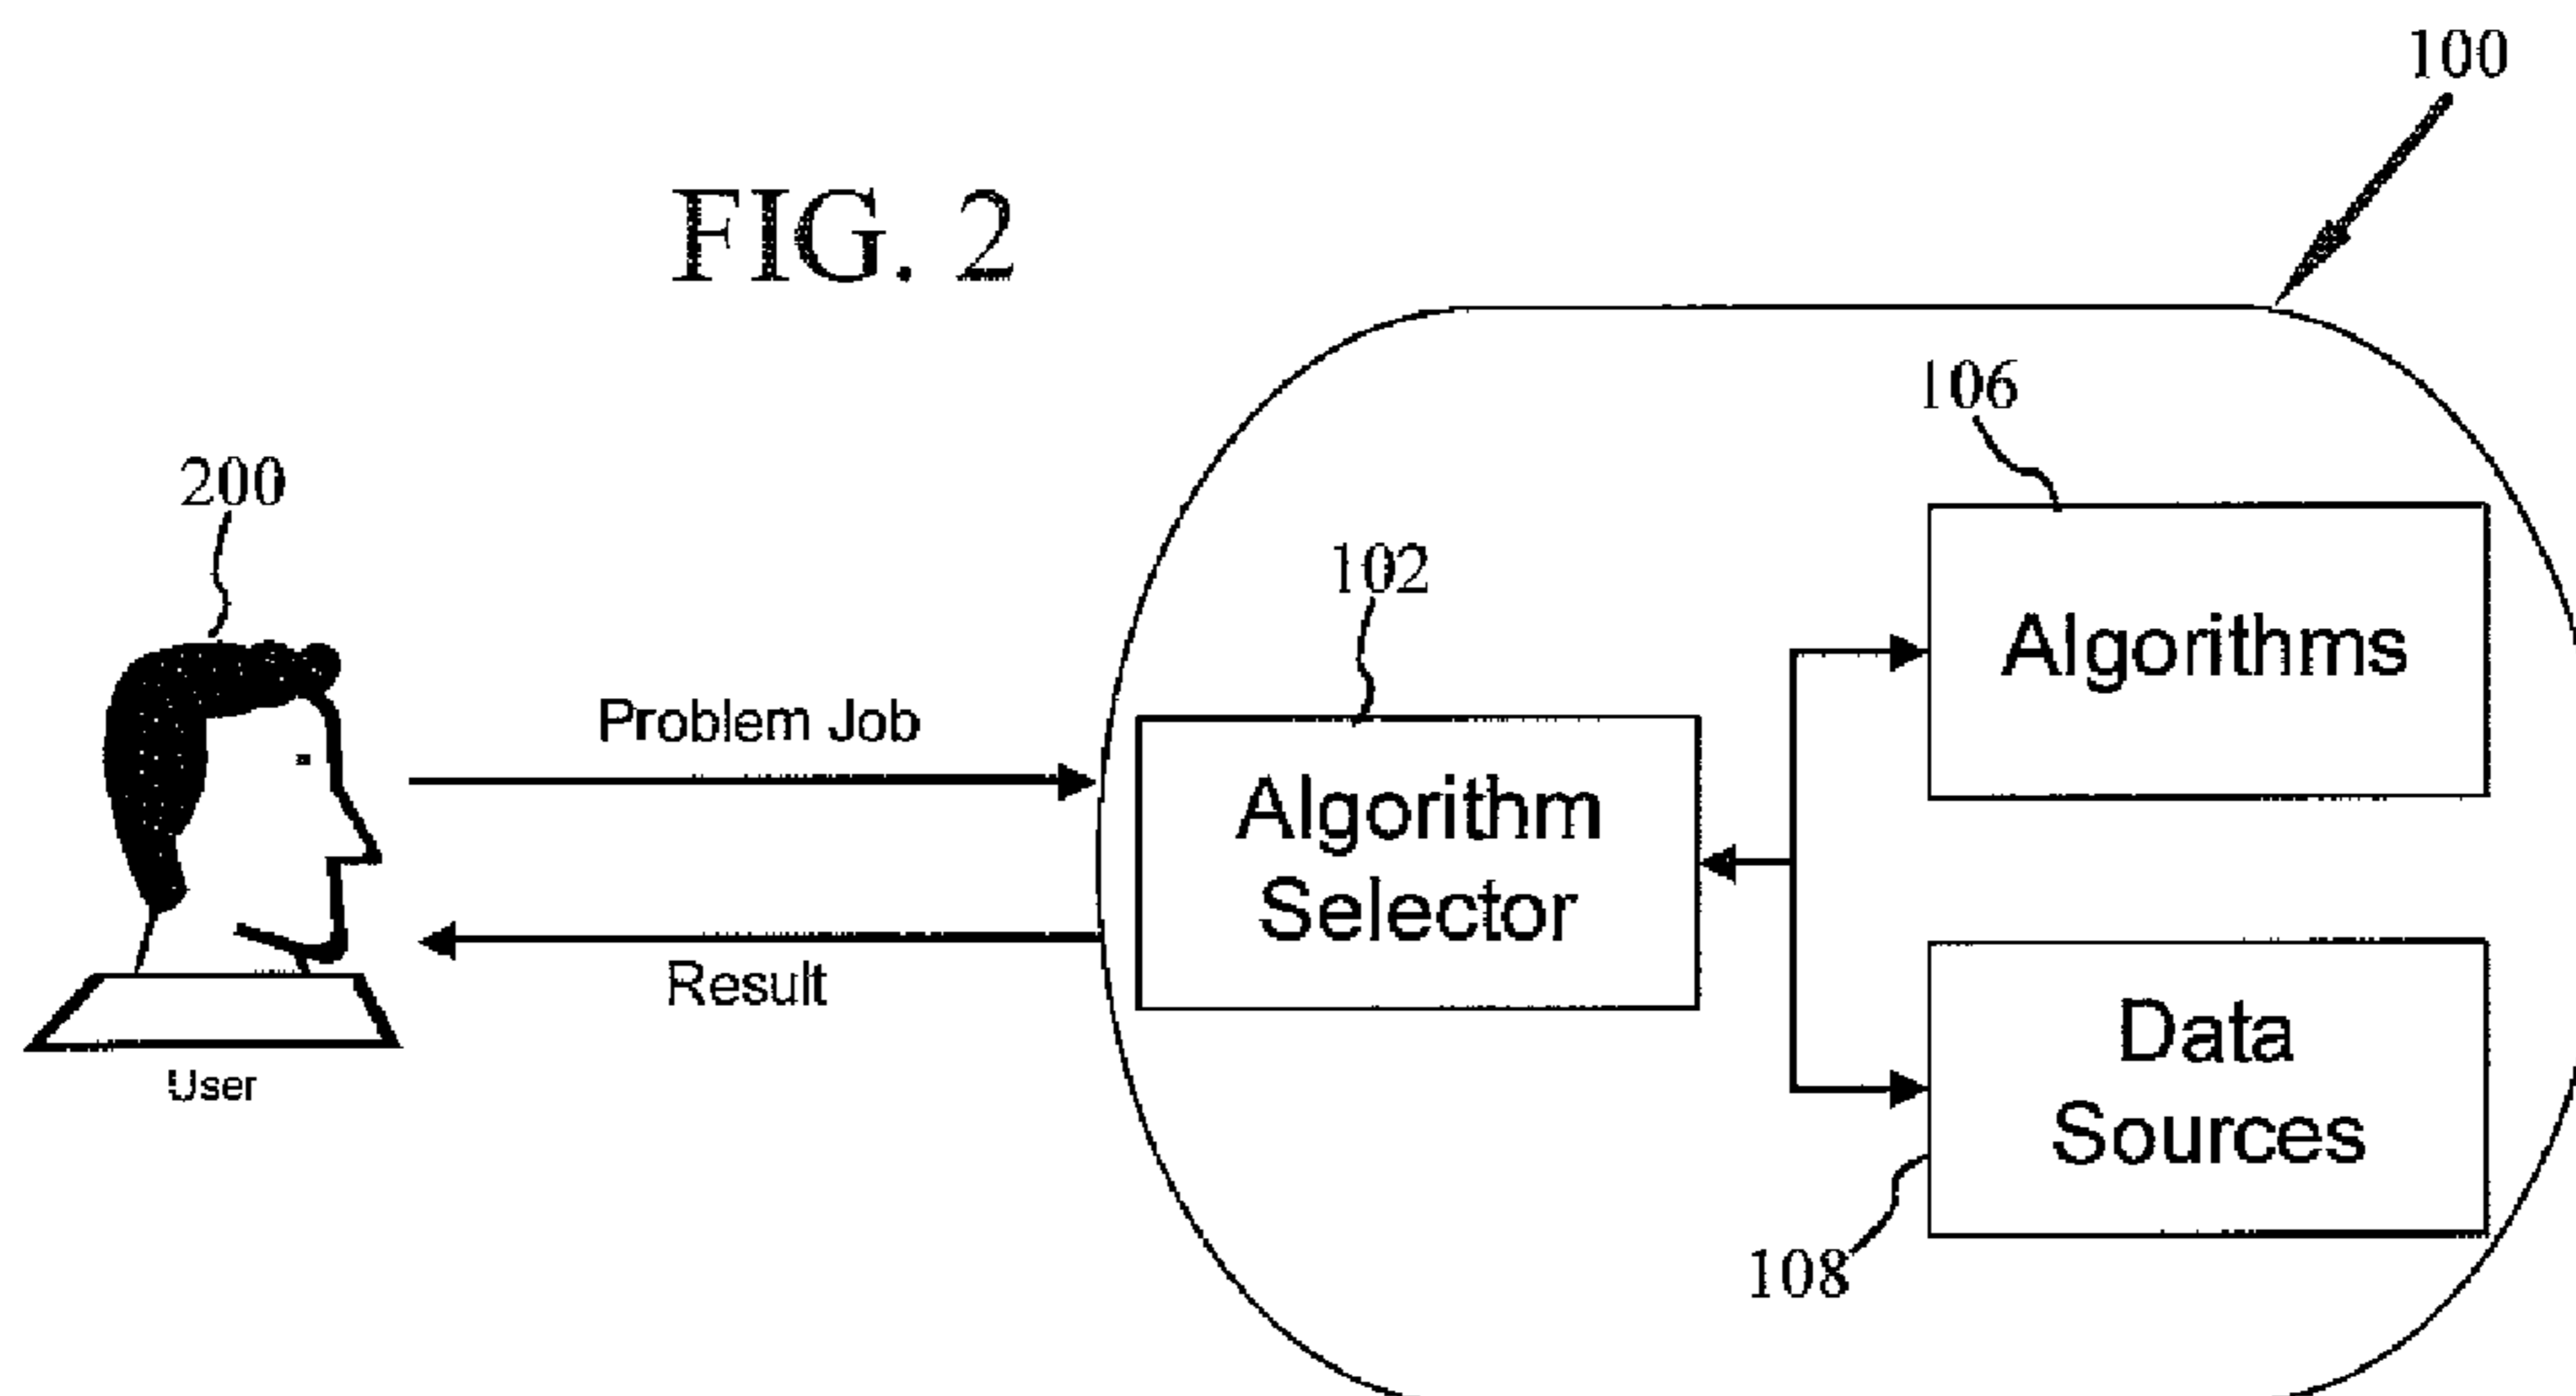 100
FIG. 2
106
200
102
Algorithms
Problem Job
Algorithm
Selector
Result
Data
Sources
User
108